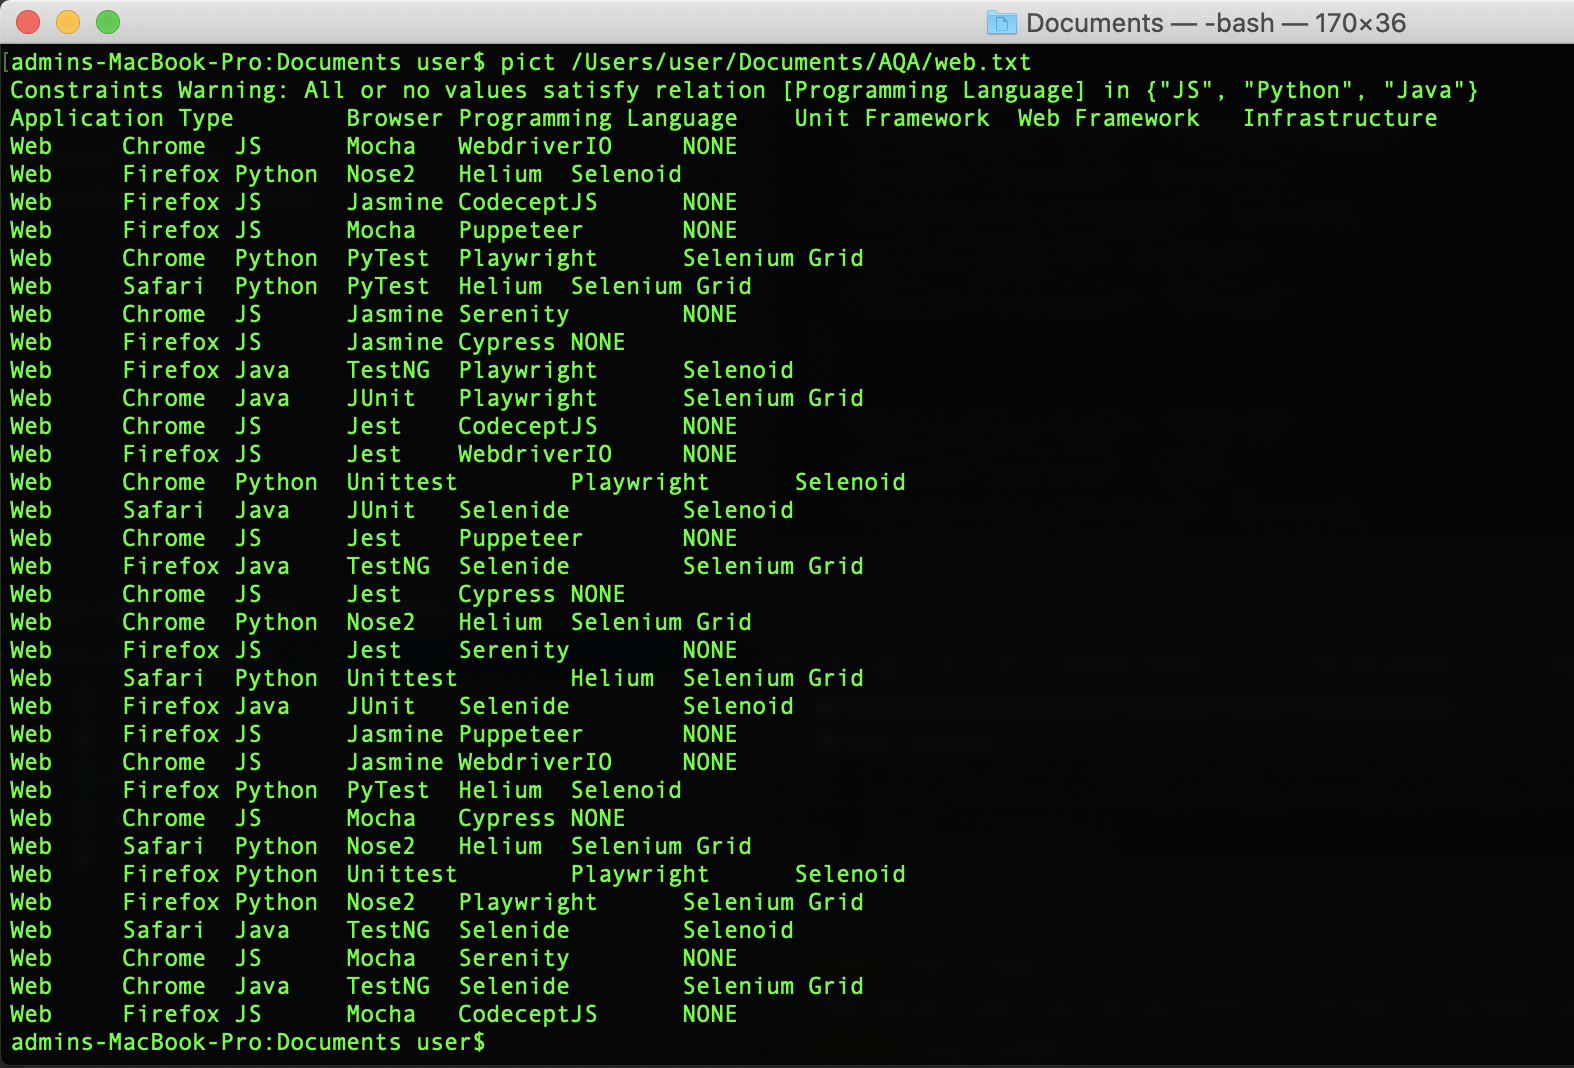 Documents — -bash — 170×36
[admins-MacBook-Pro:Documents user$ pict /Users/user/Documents/AQA/web.txt
Constraints Warning: All or no values satisfy relation [Programming Language] in {"JS", "Python", "Java"}
Application Type	Browser	Programming Language	Unit Framework	Web Framework	Infrastructure
Web	Chrome	JS	Mocha	WebdriverIO	NONE
Web	Firefox	Python	Nose2	Helium	Selenoid
Web	Firefox	JS	Jasmine	CodeceptJS	NONE
Web	Firefox	JS	Mocha	Puppeteer	NONE
Web	Chrome	Python	PyTest	Playwright	Selenium Grid
Web	Safari	Python	PyTest	Helium	Selenium Grid
Web	Chrome	JS	Jasmine	Serenity	NONE
Web	Firefox	JS	Jasmine	Cypress	NONE
Web	Firefox	Java	TestNG	Playwright	Selenoid
Web	Chrome	Java	JUnit	Playwright	Selenium Grid
Web	Chrome	JS	Jest	CodeceptJS	NONE
Web	Firefox	JS	Jest	WebdriverIO	NONE
Web	Chrome	Python	Unittest	Playwright	Selenoid
Web	Safari	Java	JUnit	Selenide	Selenoid
Web	Chrome	JS	Jest	Puppeteer	NONE
Web	Firefox	Java	TestNG	Selenide	Selenium Grid
Web	Chrome	JS	Jest	Cypress	NONE
Web	Chrome	Python	Nose2	Helium	Selenium Grid
Web	Firefox	JS	Jest	Serenity	NONE
Web	Safari	Python	Unittest	Helium	Selenium Grid
Web	Firefox	Java	JUnit	Selenide	Selenoid
Web	Firefox	JS	Jasmine	Puppeteer	NONE
Web	Chrome	JS	Jasmine	WebdriverIO	NONE
Web	Firefox	Python	PyTest	Helium	Selenoid
Web	Chrome	JS	Mocha	Cypress	NONE
Web	Safari	Python	Nose2	Helium	Selenium Grid
Web	Firefox	Python	Unittest	Playwright	Selenoid
Web	Firefox	Python	Nose2	Playwright	Selenium Grid
Web	Safari	Java	TestNG	Selenide	Selenoid
Web	Chrome	JS	Mocha	Serenity	NONE
Web	Chrome	Java	TestNG	Selenide	Selenium Grid
Web	Firefox	JS	Mocha	CodeceptJS	NONE
admins-MacBook-Pro:Documents user$